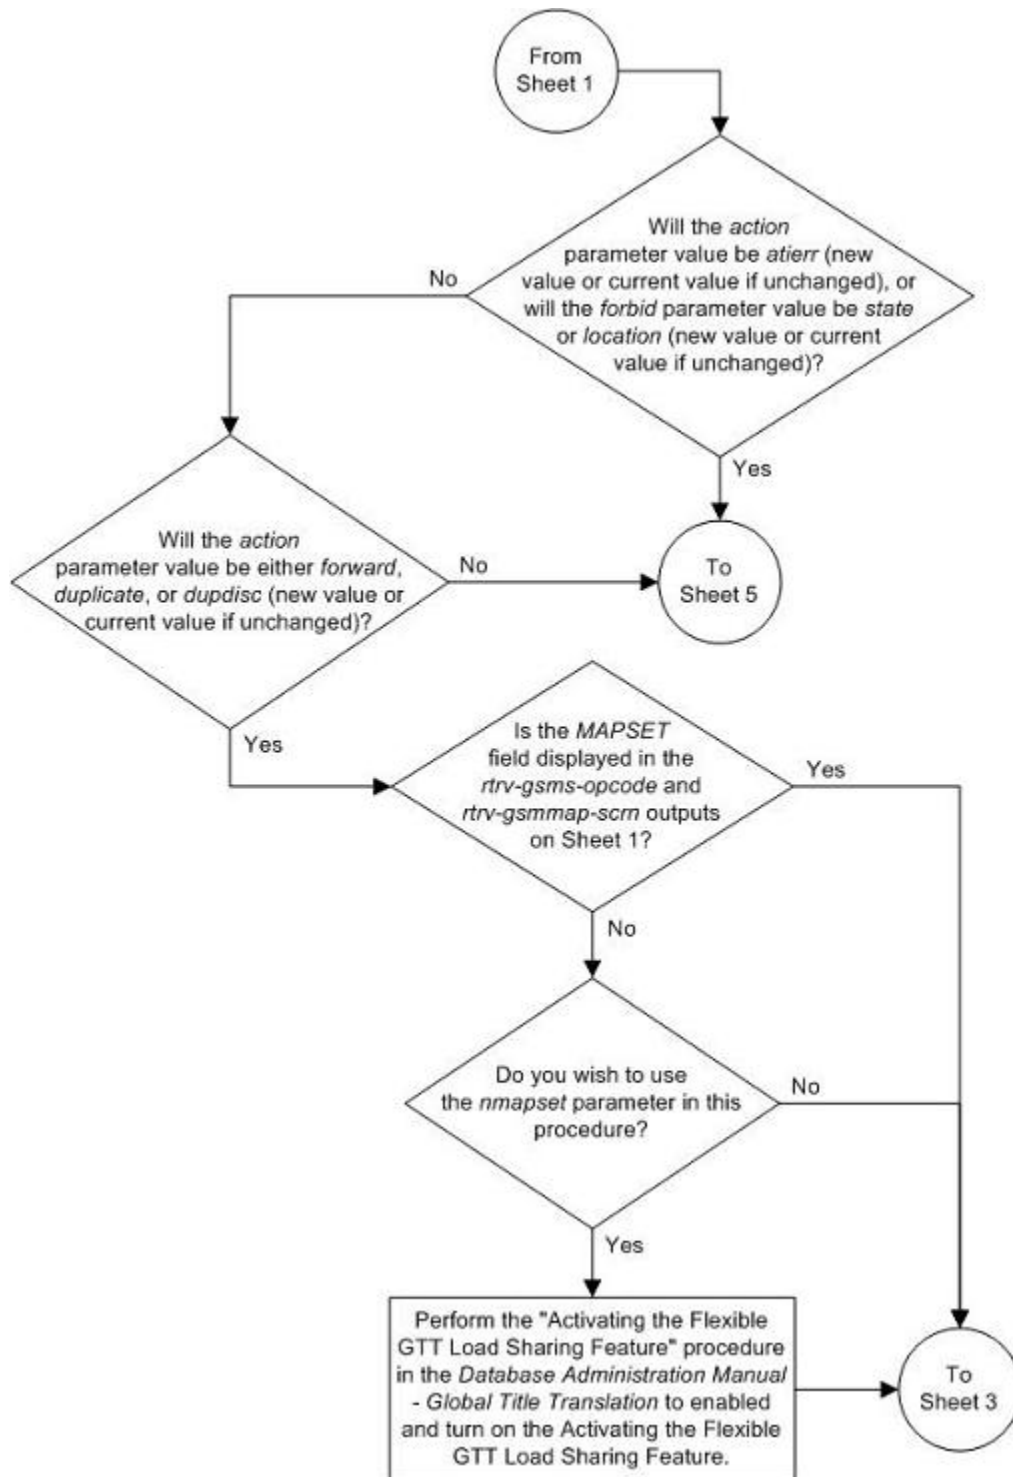 From
Sheet 1
Will the action
parameter value be atierr (new
value or current value if unchanged), or
will the forbid parameter value be state
or location (new value or current
value if unchanged)?
No
Yes
Will the action
parameter value be either forward,
duplicate, or dupdisc (new value or
current value if unchanged)?
No
To
Sheet 5
Yes
Is the MAPSET
field displayed in the
rtrv-gsms-opcode and
rtrv-gsmmap-scrn outputs
on Sheet 1?
Yes
No
Do you wish to use
the nmapset parameter in this
procedure?
No
Yes
Perform the "Activating the Flexible
GTT Load Sharing Feature" procedure
in the Database Administration Manual
- Global Title Translation to enabled
and turn on the Activating the Flexible
GTT Load Sharing Feature.
To
Sheet 3